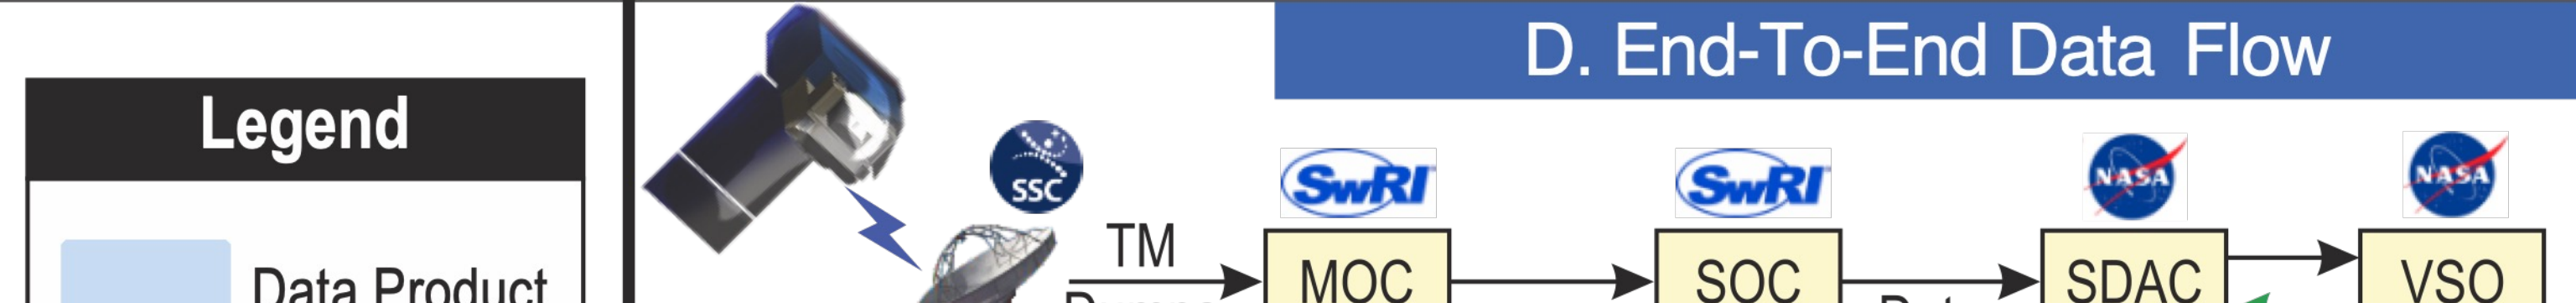 D. End-To-End Data Flow
Legend
SSC
SwRI
SwRI
NASA
NASA
TM
MOC
SOC
SDAC
VSO
Data Product